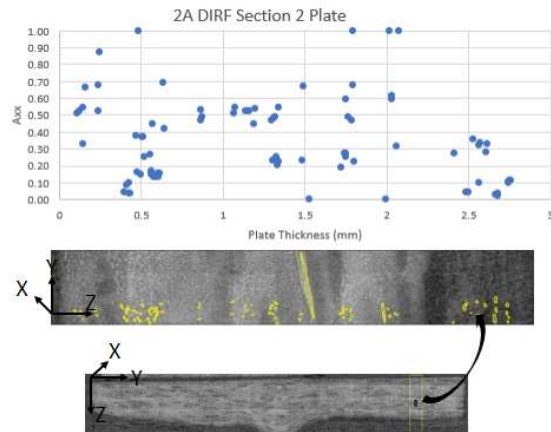 2A DIRF Section 2 Plate
1.00
0.90
0.80
0.70
0.60
0.50
0.40
0.30
0.20
0.10
0.00
Axx
0 0.5 1 1.5 2 2.5 3
Plate Thickness (mm)
Y
X
Z
X
Y
Z